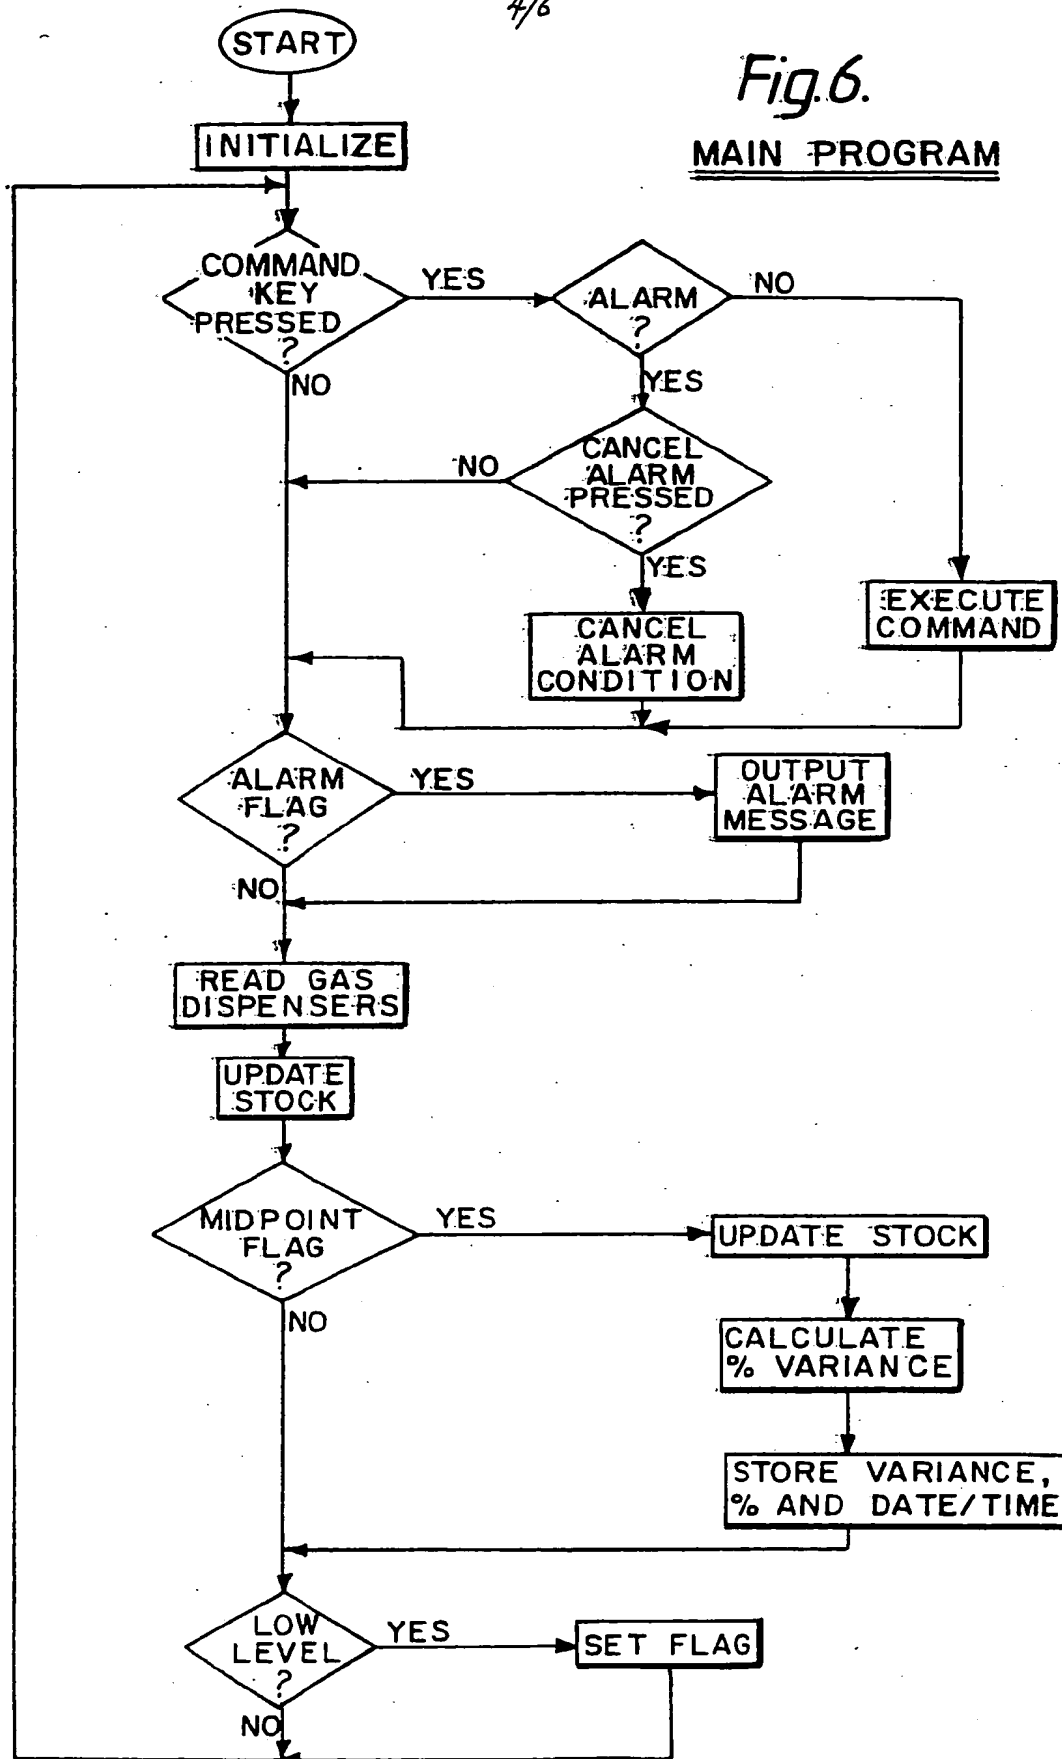 4/6
START
Fig.6.
MAIN PROGRAM
INITIALIZE
COMMAND
KEY
PRESSED
?
YES
ALARM
?
NO
NO
YES
CANCEL
ALARM
PRESSED
?
NO
YES
CANCEL
ALARM
CONDITION
EXECUTE
COMMAND
ALARM
FLAG
?
YES
OUTPUT
ALARM
MESSAGE
NO
READ GAS
DISPENSERS
UPDATE
STOCK
MIDPOINT
FLAG
?
YES
UPDATE STOCK
NO
CALCULATE
% VARIANCE
STORE VARIANCE,
% AND DATE/TIME
LOW
LEVEL
?
YES
SET FLAG
NO